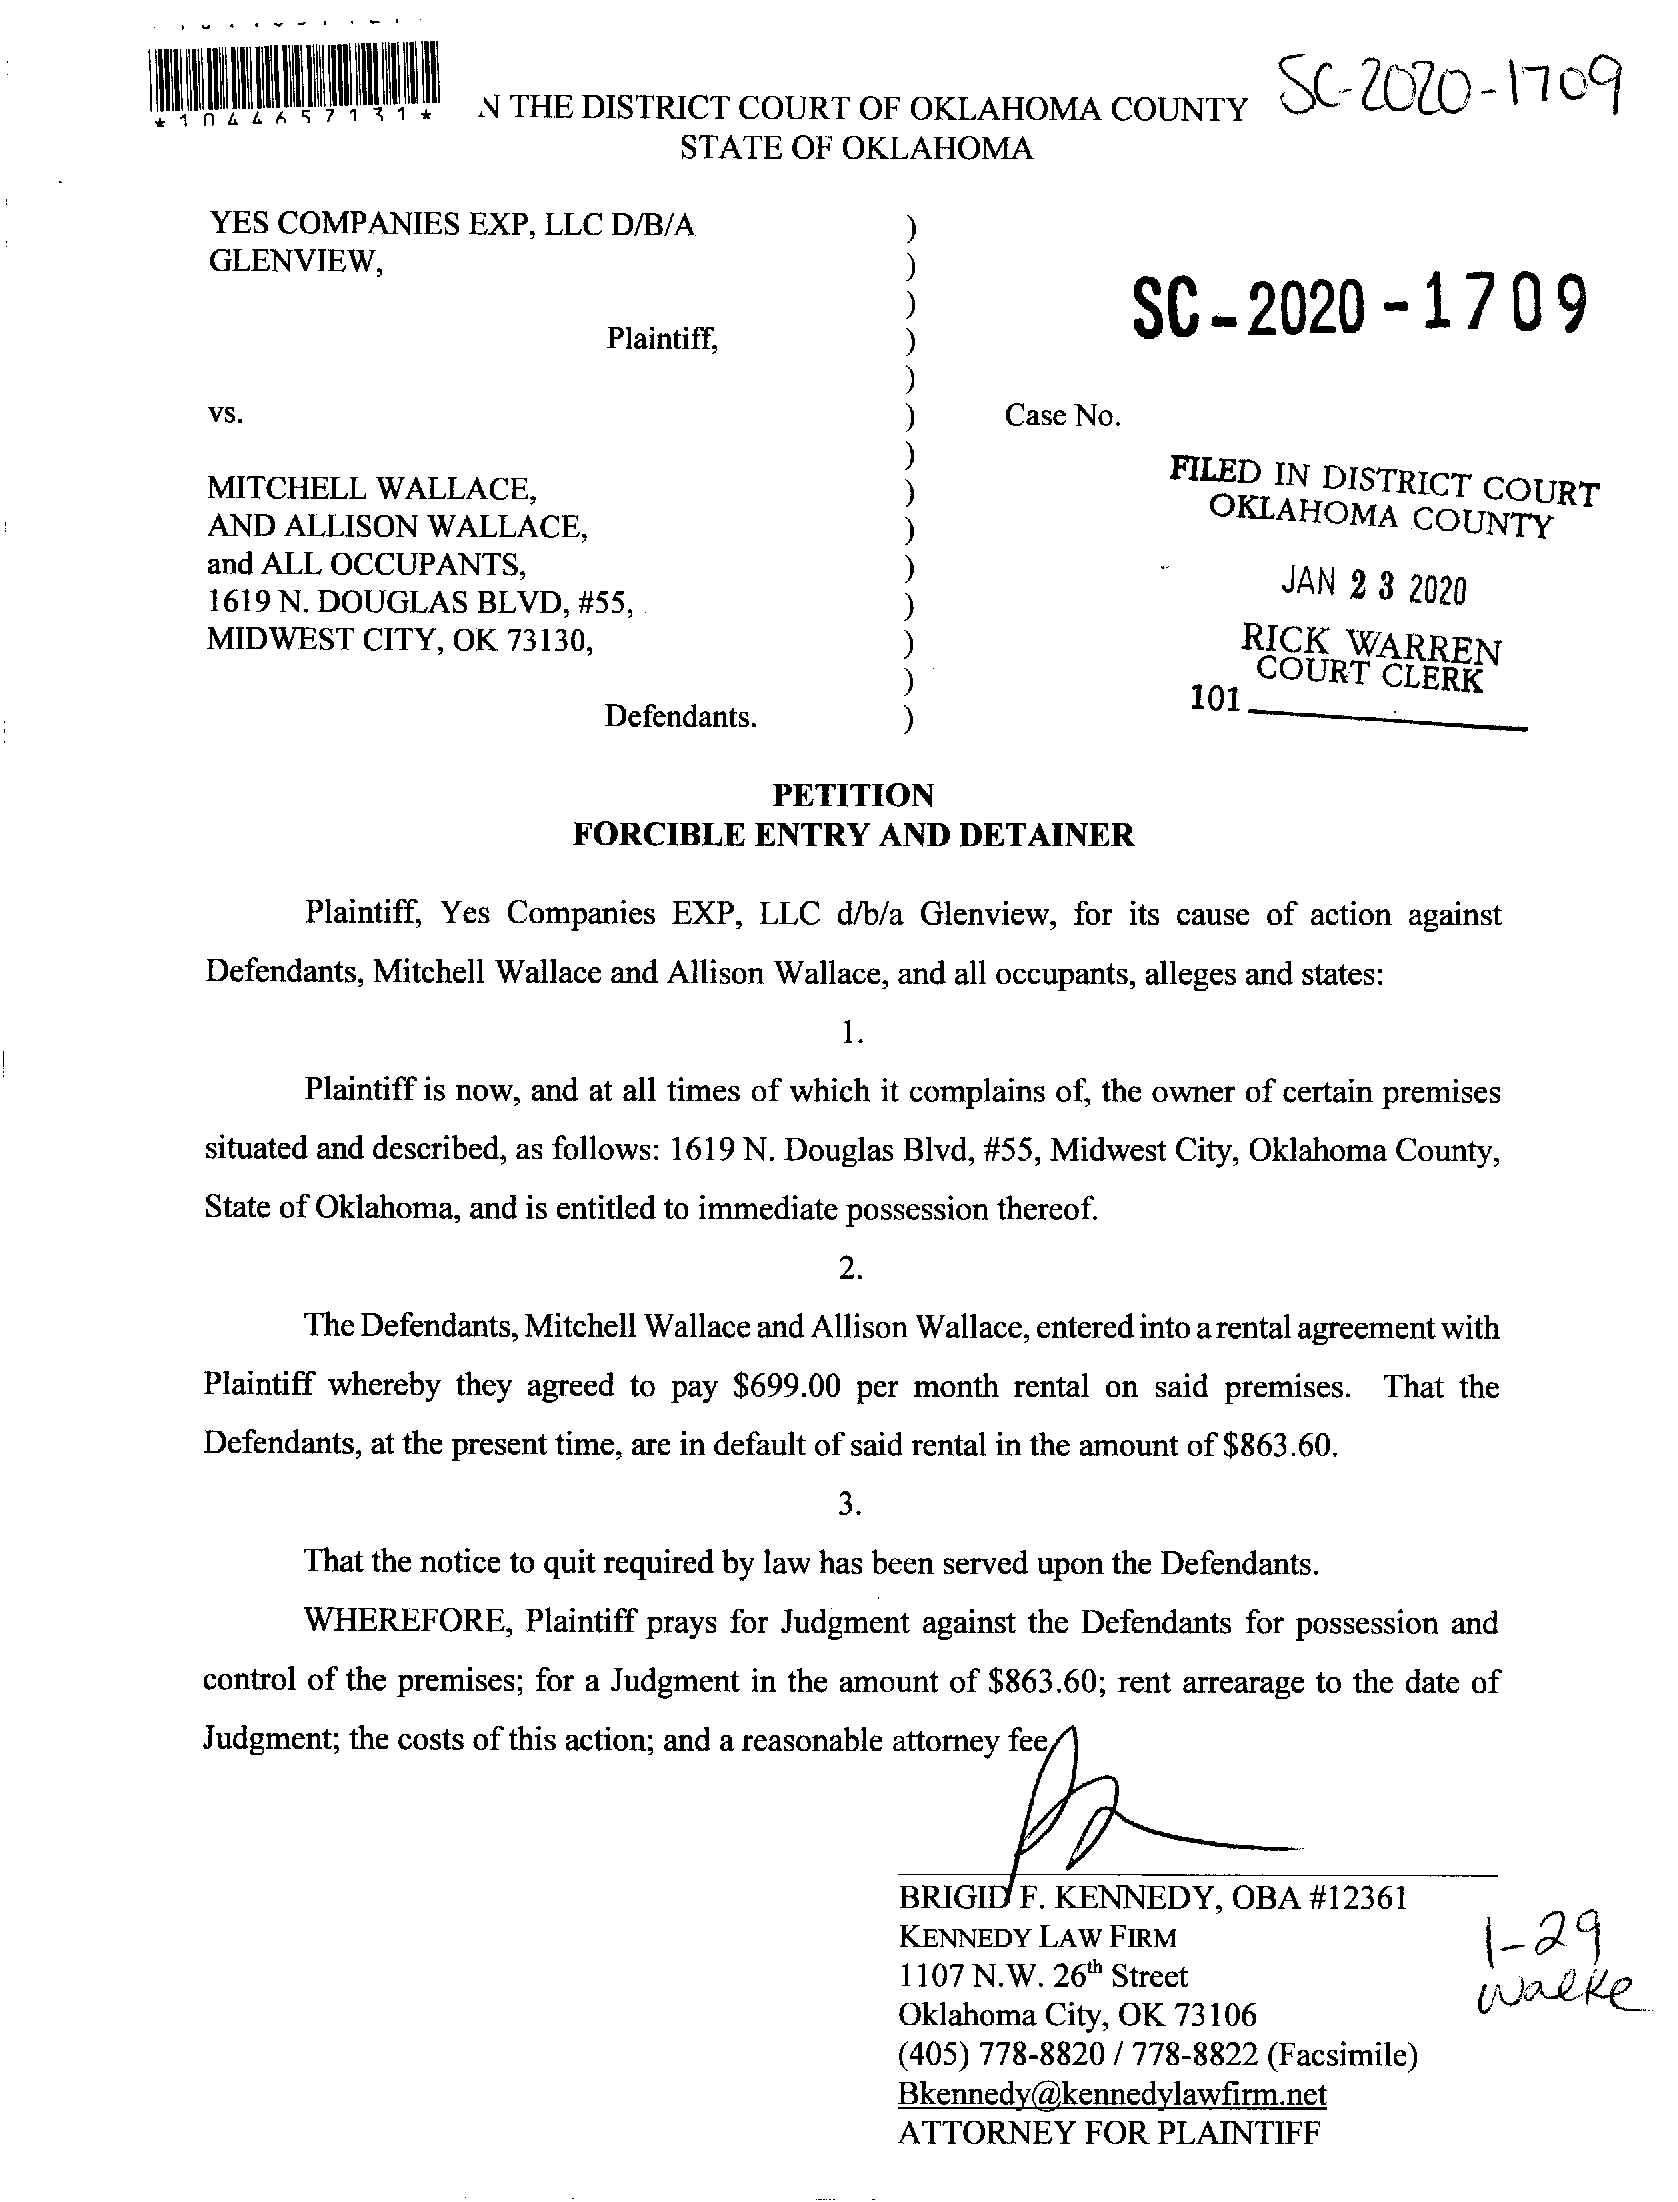 *1044657131*
N THE DISTRICT COURT OF OKLAHOMA COUNTY
SC-2020-1709
STATE OF OKLAHOMA
YES COMPANIES EXP, LLC D/B/A )
GLENVIEW, )
)
SC-2020-1709
Plaintiff, )
)
vs. ) Case No.
)
MITCHELL WALLACE, )
AND ALLISON WALLACE, )
and ALL OCCUPANTS, )
1619 N. DOUGLAS BLVD, #55, )
MIDWEST CITY, OK 73130, )
)
Defendants. )
FILED IN DISTRICT COURT
OKLAHOMA COUNTY
JAN 23 2020
RICK WARREN
COURT CLERK
101
PETITION
FORCIBLE ENTRY AND DETAINER
Plaintiff, Yes Companies EXP, LLC d/b/a Glenview, for its cause of action against
Defendants, Mitchell Wallace and Allison Wallace, and all occupants, alleges and states:
1.
Plaintiff is now, and at all times of which it complains of, the owner of certain premises
situated and described, as follows: 1619 N. Douglas Blvd, #55, Midwest City, Oklahoma County,
State of Oklahoma, and is entitled to immediate possession thereof.
2.
The Defendants, Mitchell Wallace and Allison Wallace, entered into a rental agreement with
Plaintiff whereby they agreed to pay $699.00 per month rental on said premises. That the
Defendants, at the present time, are in default of said rental in the amount of $863.60.
3.
That the notice to quit required by law has been served upon the Defendants.
WHEREFORE, Plaintiff prays for Judgment against the Defendants for possession and
control of the premises; for a Judgment in the amount of $863.60; rent arrearage to the date of
Judgment; the costs of this action; and a reasonable attorney fee
BRIGID F. KENNEDY, OBA #12361
KENNEDY LAW FIRM
1107 N.W. 26th Street
Oklahoma City, OK 73106
(405) 778-8820 / 778-8822 (Facsimile)
Bkennedy@kennedylawfirm.net
ATTORNEY FOR PLAINTIFF
1-29
Walke